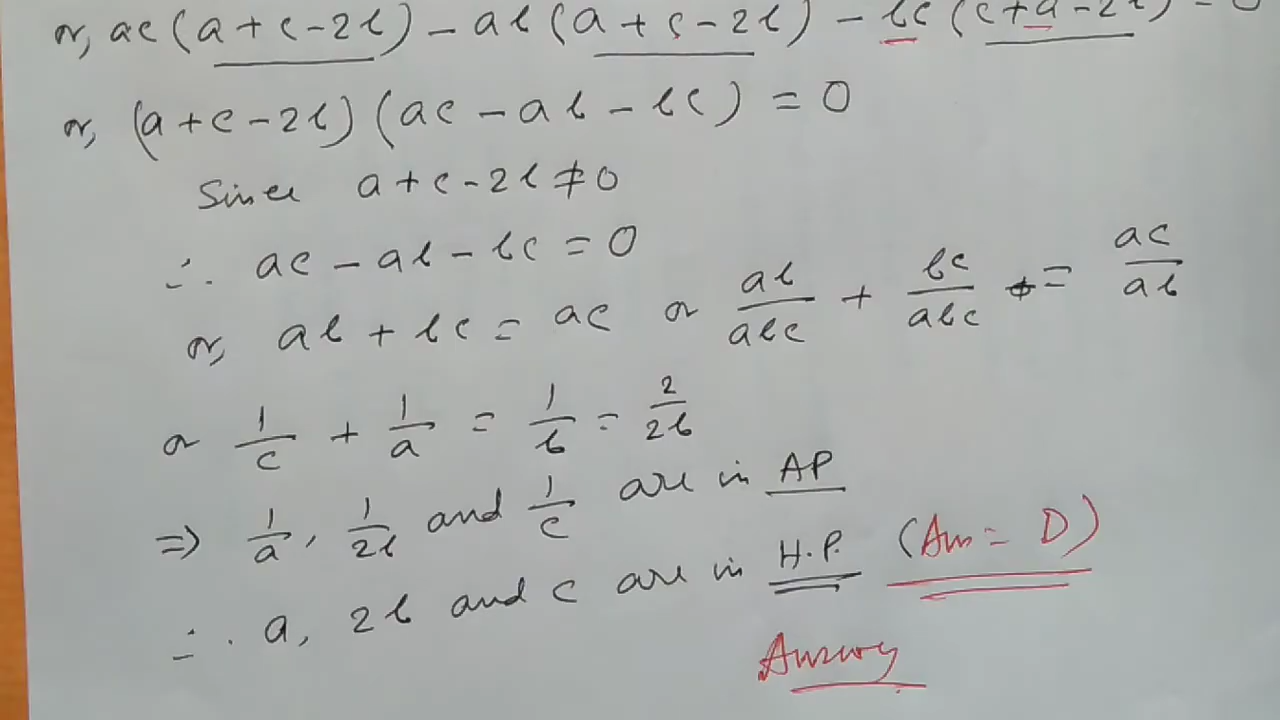 or, ac(a+c-2b) - ab(a+c-2b) - bc(c+a-2b) = 0
or, (a+c-2b)(ac-ab-bc) = 0
Since a+c-2b≠0
∴ ac-ab-bc=0
or, ab+bc=ac or ab/abc + bc/abc = ac/ab
or 1/c + 1/a = 1/b = 2/2b
⇒ 1/a, 1/2b and 1/c are in AP
∴ a, 2b and c are in H.P. (Ans = D)